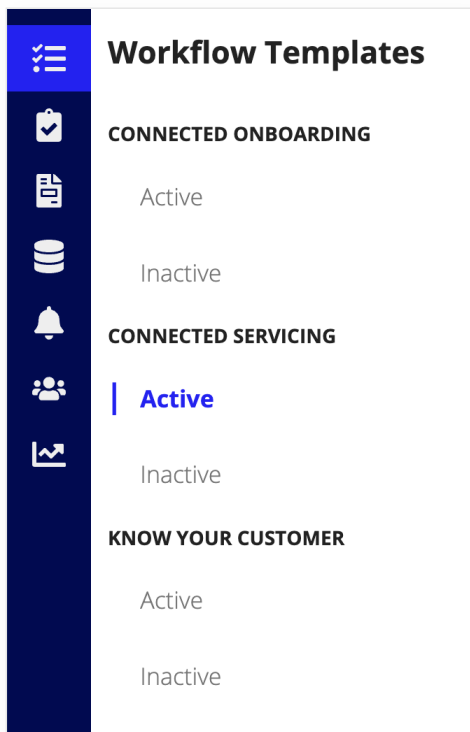 Workflow Templates
CONNECTED ONBOARDING
Active
Inactive
CONNECTED SERVICING
Active
Inactive
KNOW YOUR CUSTOMER
Active
Inactive